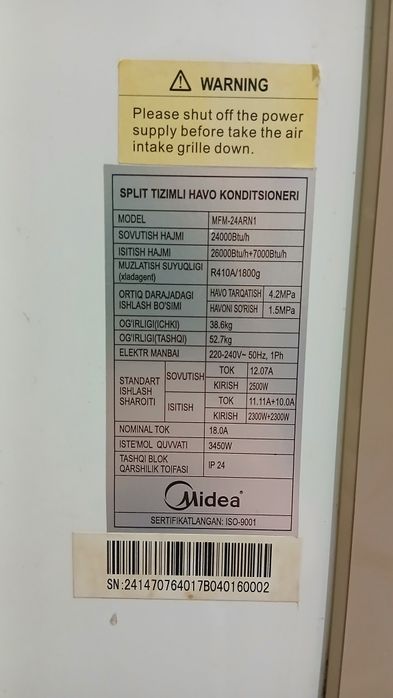 WARNING
Please shut off the power
supply before take the air
intake grille down.
SPLIT TIZIMLI HAVO KONDITSIONERI
MODEL MFM-24ARN1
SOVUTISH HAJMI 24000Btu/h
ISITISH HAJMI 26000Btu/h+7000Btu/h
MUZLATISH SUYUQLIGI (xladagent) R410A/1800g
ORTIQ DARAJADAGI ISHLASH BO'SIMI HAVO TARQATISH 4.2MPa
HAVONI SO'RISH 1.5MPa
OG'IRLIGI(ICHKI) 38.6kg
OG'IRLIGI(TASHQI) 52.7kg
ELEKTR MANBAI 220-240V~ 50Hz, 1Ph
STANDART ISHLASH SHAROITI SOVUTISH TOK 12.07A
KIRISH 2500W
ISITISH TOK 11.11A+10.0A
KIRISH 2300W+2300W
NOMINAL TOK 18.0A
ISTE'MOL QUVVATI 3450W
TASHQI BLOK QARSHILIK TOIFASI IP 24
Midea®
SERTIFIKATLANGAN: ISO-9001
SN:241470764017B040160002